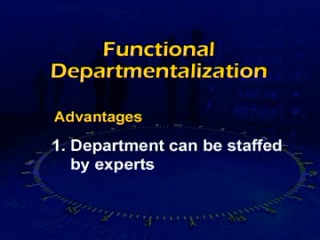 Functional
Departmentalization
Advantages
1. Department can be staffed
by experts